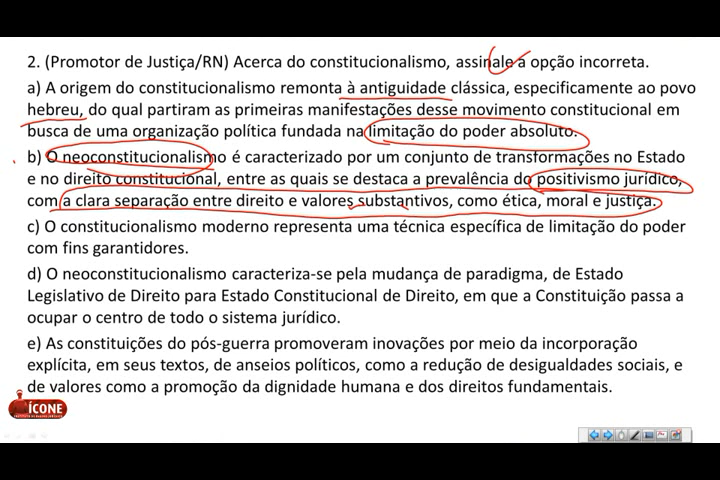 2. (Promotor de Justiça/RN) Acerca do constitucionalismo, assinale a opção incorreta.
a) A origem do constitucionalismo remonta à antiguidade clássica, especificamente ao povo
hebreu, do qual partiram as primeiras manifestações desse movimento constitucional em
busca de uma organização política fundada na limitação do poder absoluto.
b) O neoconstitucionalismo é caracterizado por um conjunto de transformações no Estado
e no direito constitucional, entre as quais se destaca a prevalência do positivismo jurídico,
com a clara separação entre direito e valores substantivos, como ética, moral e justiça.
c) O constitucionalismo moderno representa uma técnica específica de limitação do poder
com fins garantidores.
d) O neoconstitucionalismo caracteriza-se pela mudança de paradigma, de Estado
Legislativo de Direito para Estado Constitucional de Direito, em que a Constituição passa a
ocupar o centro de todo o sistema jurídico.
e) As constituições do pós-guerra promoveram inovações por meio da incorporação
explícita, em seus textos, de anseios políticos, como a redução de desigualdades sociais, e
de valores como a promoção da dignidade humana e dos direitos fundamentais.
ÍCONE